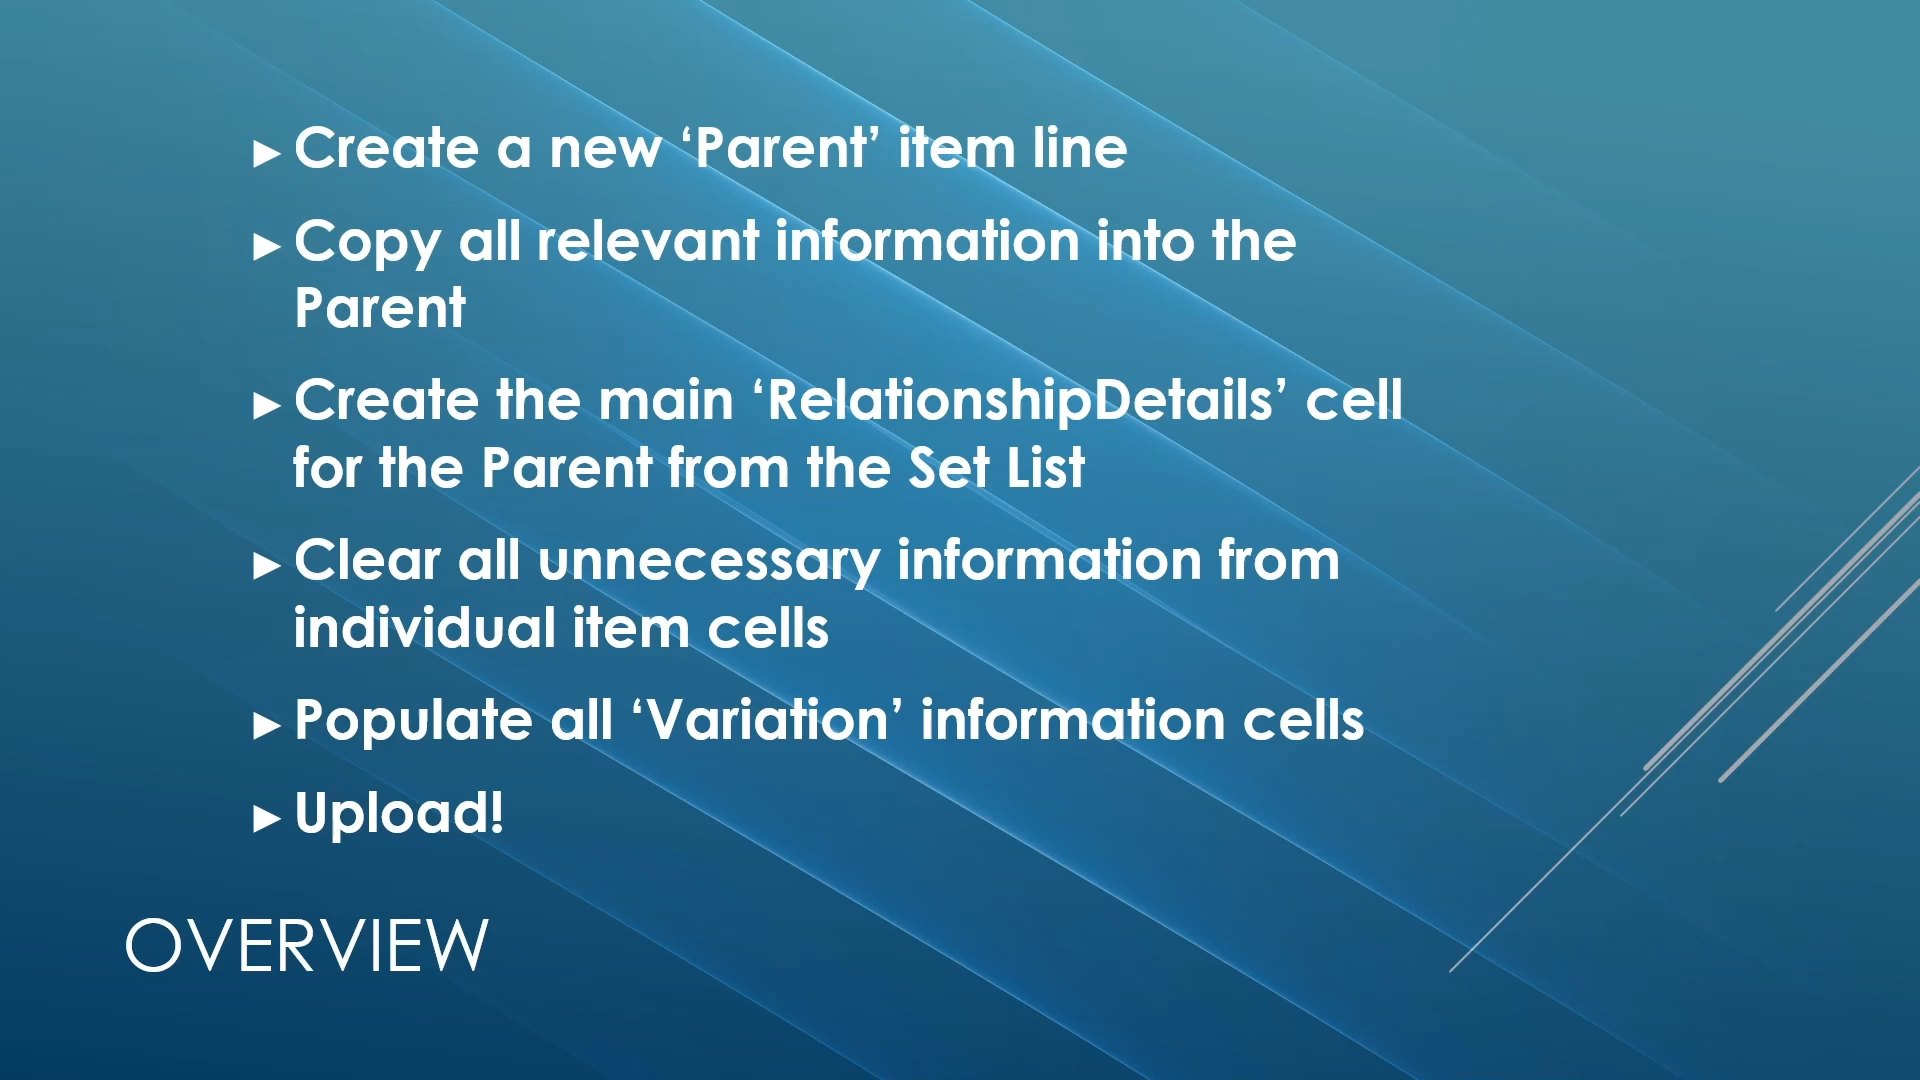 ► Create a new ‘Parent’ item line
► Copy all relevant information into the
Parent
► Create the main ‘RelationshipDetails’ cell
for the Parent from the Set List
► Clear all unnecessary information from
individual item cells
► Populate all ‘Variation’ information cells
► Upload!
OVERVIEW